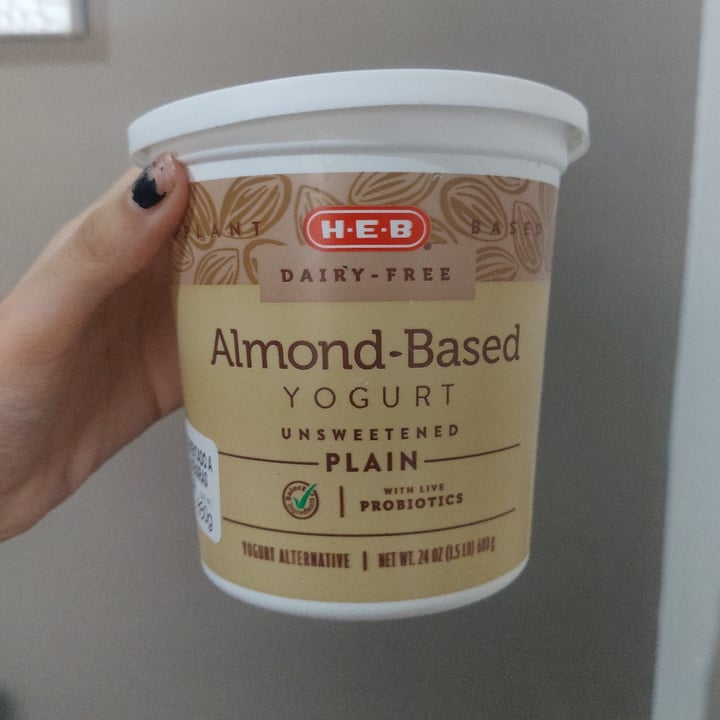 PLANT H-E-B BASED
DAIRY-FREE
Almond-Based
YOGURT
UNSWEETENED
PLAIN
WITH LIVE
PROBIOTICS
YOGURT ALTERNATIVE | NET WT. 24 OZ (1.5 LB) 680 g